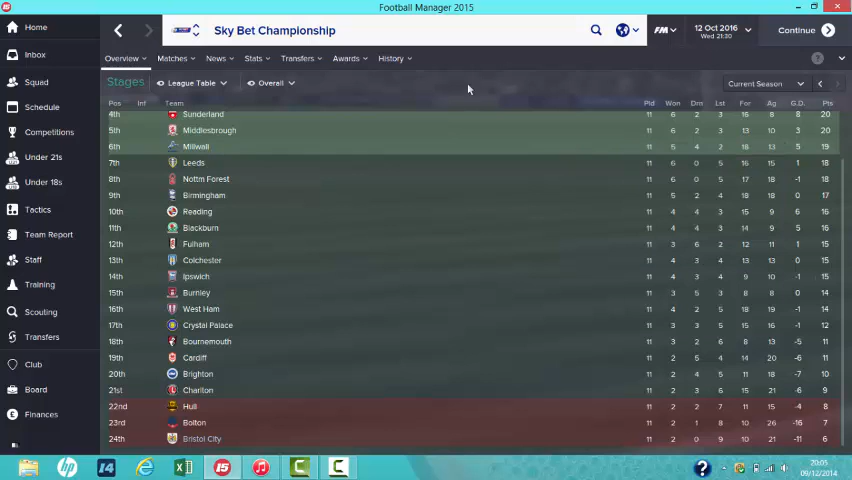 Football Manager 2015
Home
Sky Bet Championship
FM
12 Oct 2016
Wed 21:30
Continue
Inbox
Overview Matches News Stats Transfers Awards History
Squad
Stages League Table Overall Current Season
Schedule
Pos Inf Team Pld Won Drn Lst For Ag G.D. Pts
4th Sunderland 11 6 2 3 16 8 8 20
Competitions
5th Middlesbrough 11 6 2 3 13 10 3 20
6th Millwall 11 5 4 2 18 13 5 19
Under 21s
7th Leeds 11 6 0 5 16 15 1 18
8th Nottm Forest 11 6 0 5 17 18 -1 18
Under 18s
9th Birmingham 11 5 2 4 18 18 0 17
Tactics
10th Reading 11 4 4 3 15 9 6 16
11th Blackburn 11 4 4 3 14 9 5 16
Team Report
12th Fulham 11 3 6 2 12 11 1 15
Staff
13th Colchester 11 4 3 4 13 13 0 15
14th Ipswich 11 4 3 4 9 10 -1 15
Training
15th Burnley 11 3 5 3 8 8 0 14
16th West Ham 11 4 2 5 18 19 -1 14
Scouting
17th Crystal Palace 11 3 3 5 15 16 -1 12
Transfers
18th Bournemouth 11 3 2 6 8 13 -5 11
19th Cardiff 11 2 5 4 14 20 -6 11
Club
20th Brighton 11 2 4 5 11 18 -7 10
Board
21st Charlton 11 2 3 6 15 21 -6 9
22nd Hull 11 2 2 7 11 15 -4 8
Finances
23rd Bolton 11 2 1 8 10 26 -16 7
24th Bristol City 11 2 0 9 10 21 -11 6
20:05
09/12/2014